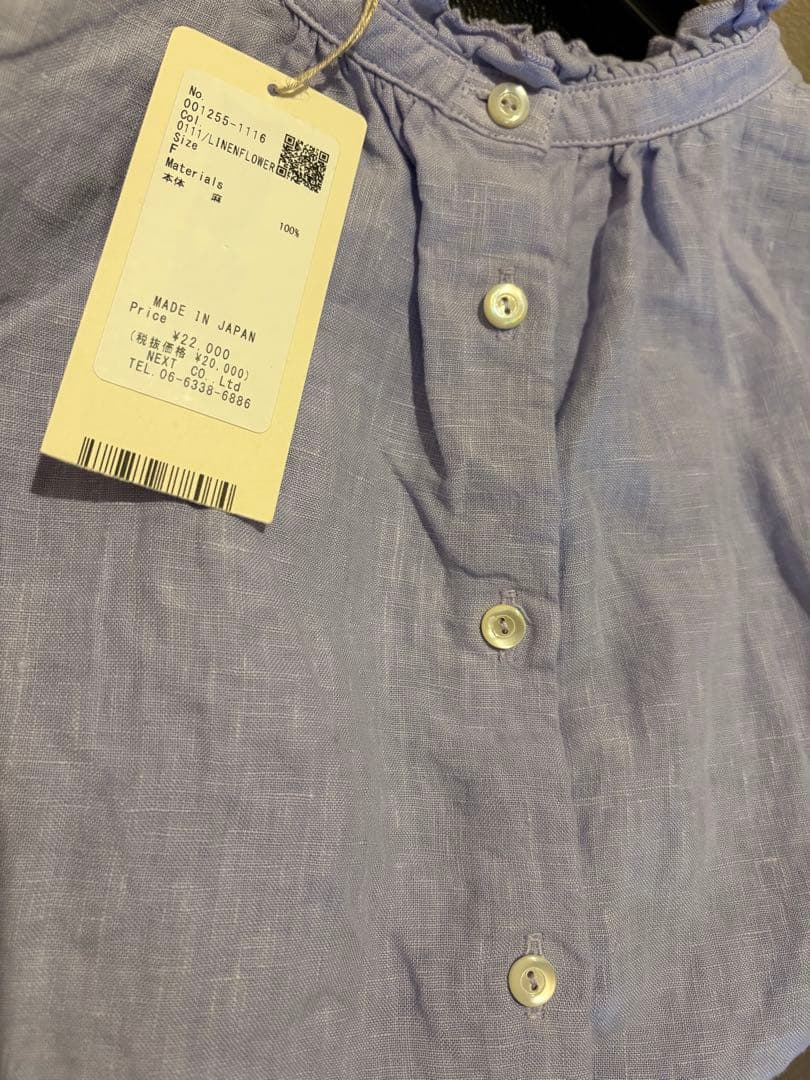 No.
001255-1116
Col.
0111/LINENFLOWER
Size
F
Materials
本体 麻
100%
MADE IN JAPAN
Price
¥22,000
(税抜価格 ¥20,000)
NEXT CO.,Ltd
TEL.06-6338-6886